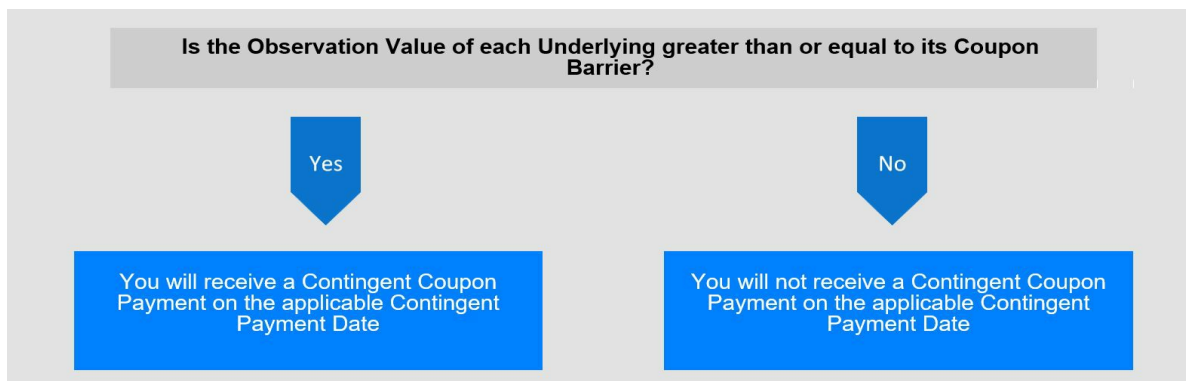 Is the Observation Value of each Underlying greater than or equal to its Coupon
Barrier?
Yes
No
You will receive a Contingent Coupon
Payment on the applicable Contingent
Payment Date
You will not receive a Contingent Coupon
Payment on the applicable Contingent
Payment Date